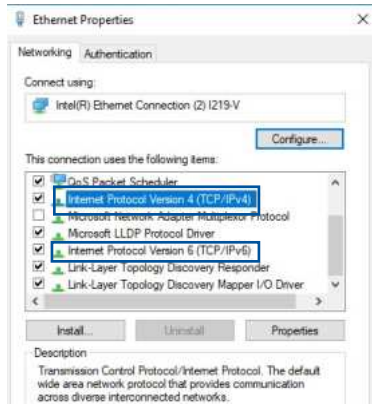 Ethernet Properties
Networking Authentication
Connect using:
Intel(R) Ethernet Connection (2) I219-V
Configure...
This connection uses the following items:
QoS Packet Scheduler
Internet Protocol Version 4 (TCP/IPv4)
Microsoft Network Adapter Multiplexor Protocol
Microsoft LLDP Protocol Driver
Internet Protocol Version 6 (TCP/IPv6)
Link-Layer Topology Discovery Responder
Link-Layer Topology Discovery Mapper I/O Driver
Install... Uninstall Properties
Description
Transmission Control Protocol/Internet Protocol. The default
wide area network protocol that provides communication
across diverse interconnected networks.